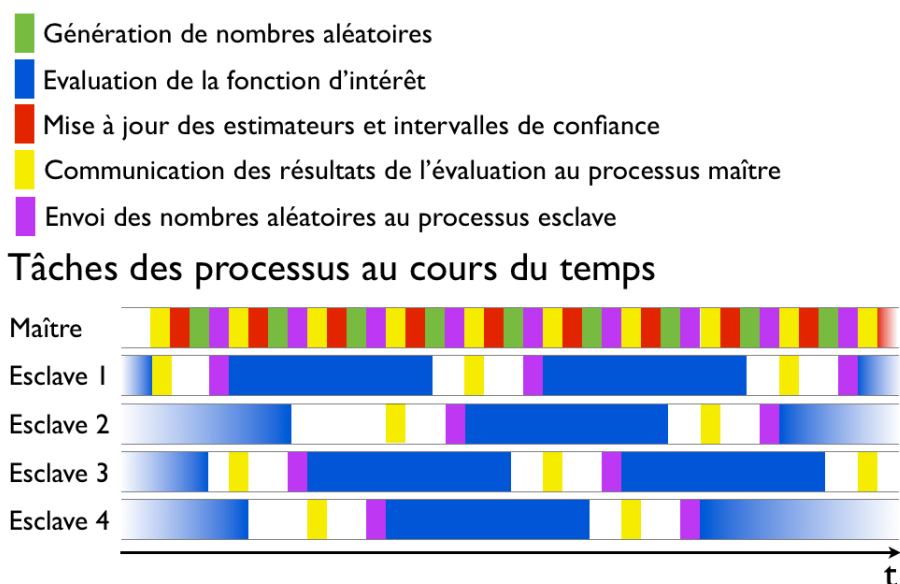 Génération de nombres aléatoires
Evaluation de la fonction d'intérêt
Mise à jour des estimateurs et intervalles de confiance
Communication des résultats de l'évaluation au processus maître
Envoi des nombres aléatoires au processus esclave
Tâches des processus au cours du temps
Maître
Esclave 1
Esclave 2
Esclave 3
Esclave 4
t